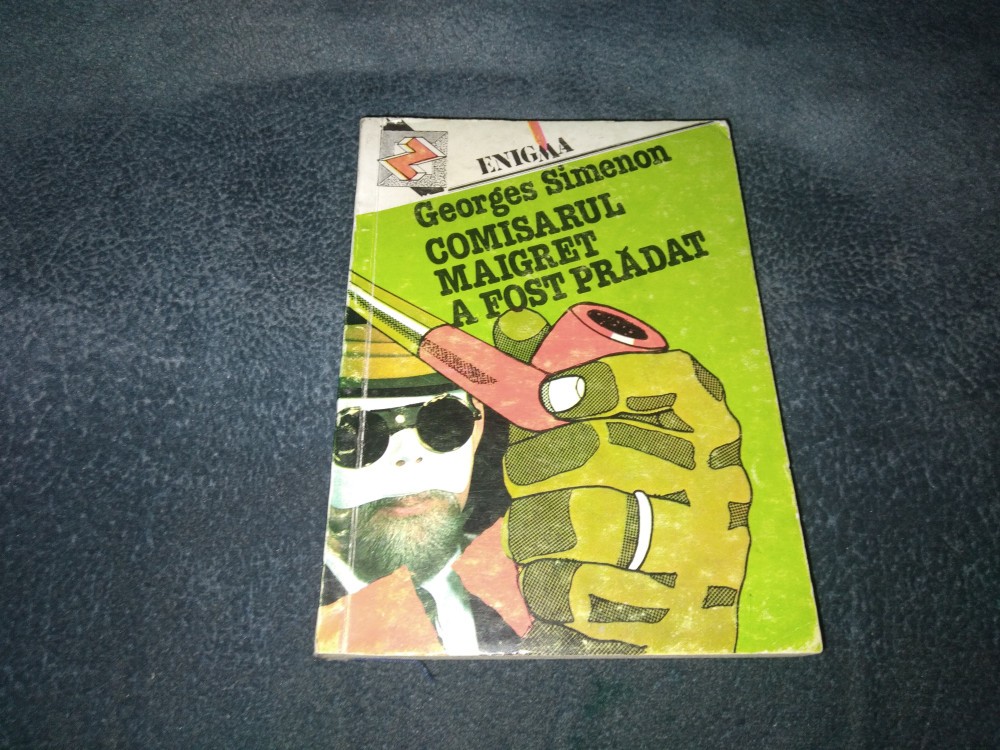 ENIGMA
Georges Simenon
COMISARUL
MAIGRET
A FOST PRĂDAT